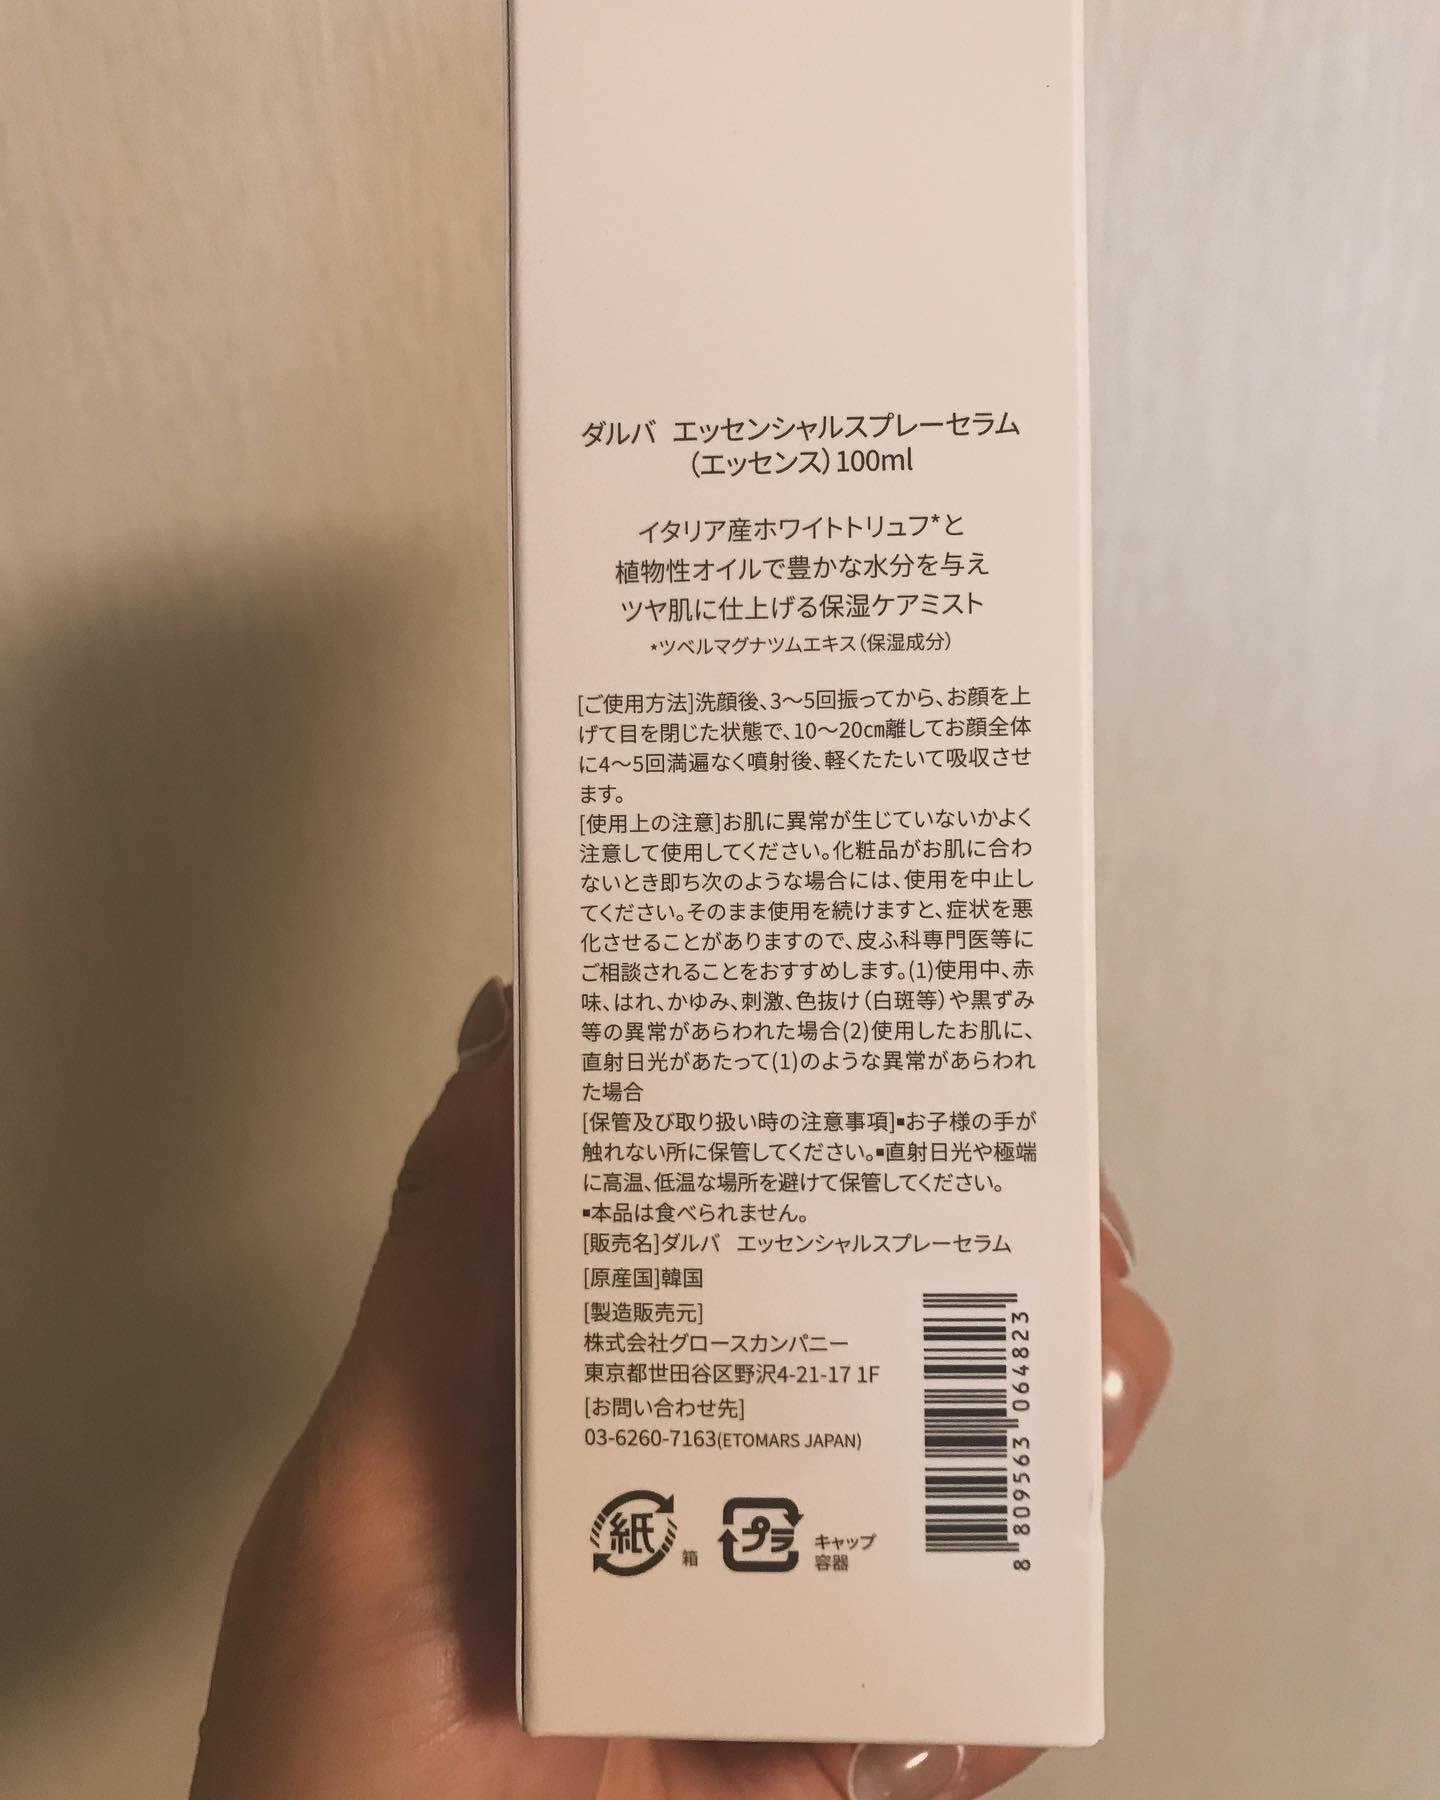 ダルバ エッセンシャルスプレーセラム
（エッセンス）100ml
イタリア産ホワイトトリュフ*と
植物性オイルで豊かな水分を与え
ツヤ肌に仕上げる保湿ケアミスト
*ツベルマグナツムエキス（保湿成分）
[ご使用方法]洗顔後、3〜5回振ってから、お顔を上
げて目を閉じた状態で、10〜20㎝離してお顔全体
に4〜5回満遍なく噴射後、軽くたたいて吸収させ
ます。
[使用上の注意]お肌に異常が生じていないかよく
注意して使用してください。化粧品がお肌に合わ
ないとき即ち次のような場合には、使用を中止し
てください。そのまま使用を続けますと、症状を悪
化させることがありますので、皮ふ科専門医等に
ご相談されることをおすすめします。(1)使用中、赤
味、はれ、かゆみ、刺激、色抜け（白斑等）や黒ずみ
等の異常があらわれた場合(2)使用したお肌に、
直射日光があたって(1)のような異常があらわれ
た場合
[保管及び取り扱い時の注意事項]▪お子様の手が
触れない所に保管してください。▪直射日光や極端
に高温、低温な場所を避けて保管してください。
▪本品は食べられません。
[販売名]ダルバ エッセンシャルスプレーセラム
[原産国]韓国
[製造販売元]
株式会社グロースカンパニー
東京都世田谷区野沢4-21-17 1F
[お問い合わせ先]
03-6260-7163(ETOMARS JAPAN)
紙 箱
プラ キャップ
容器
8 809563 064823